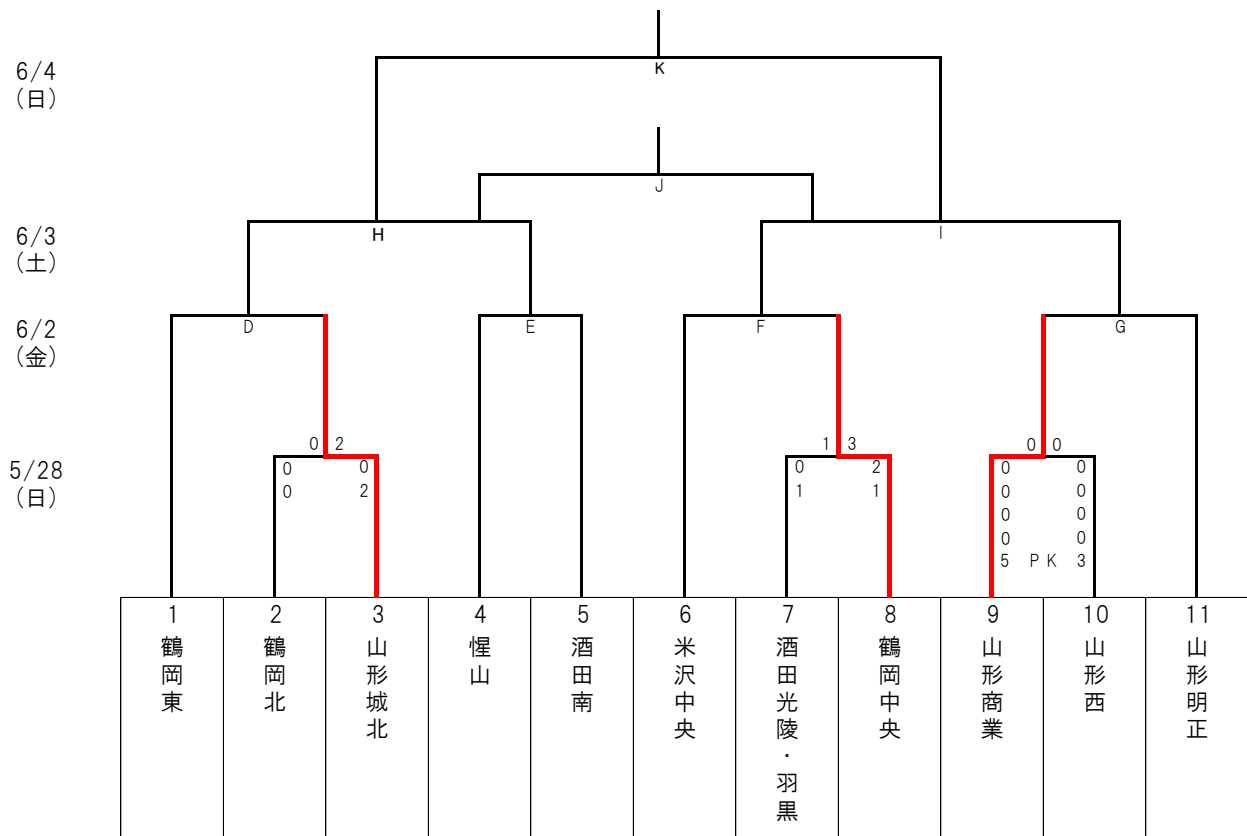 K
6/4
(日)
J
H
I
6/3
(土)
D
E
F
G
6/2
(金)
0 2
1 3
0 0
5/28
(日)
0 0
0 2
0 2
1 1
0 0
0 0
0 0
0 0
5 PK 3
1
鶴岡東
2
鶴岡北
3
山形城北
4
惺山
5
酒田南
6
米沢中央
7
酒田光陵・羽黒
8
鶴岡中央
9
山形商業
10
山形西
11
山形明正